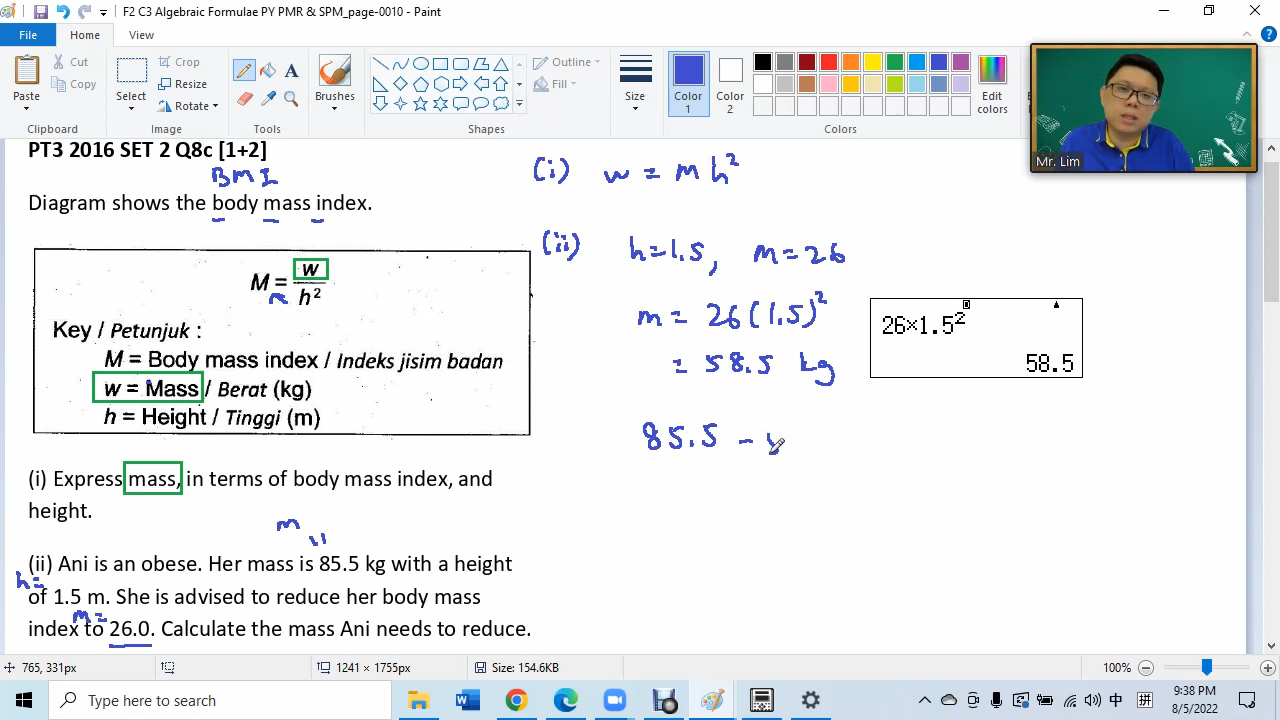 F2 C3 Algebraic Formulae PY PMR & SPM_page-0010 - Paint
File Home View
Paste Cut Copy Clipboard
Select Crop Resize Rotate Image
Tools
Brushes
Outline Fill Shapes
Size
Color 1 Color 2 Edit colors Colors
Mr. Lim
PT3 2016 SET 2 Q8c [1+2]
BMI
Diagram shows the body mass index.
M = w / h²
Key / Petunjuk :
M = Body mass index / Indeks jisim badan
w = Mass / Berat (kg)
h = Height / Tinggi (m)
(i) Express mass, in terms of body mass index, and
height.
m
(ii) Ani is an obese. Her mass is 85.5 kg with a height
h=
of 1.5 m. She is advised to reduce her body mass
m=
index to 26.0. Calculate the mass Ani needs to reduce.
(i) w = mh²
(ii) h=1.5, m=26
m = 26(1.5)²
= 58.5 kg
85.5 -
26×1.5²
58.5
765, 331px 1241 × 1755px Size: 154.6KB 100%
Type here to search
中 拼 9:38 PM
8/5/2022